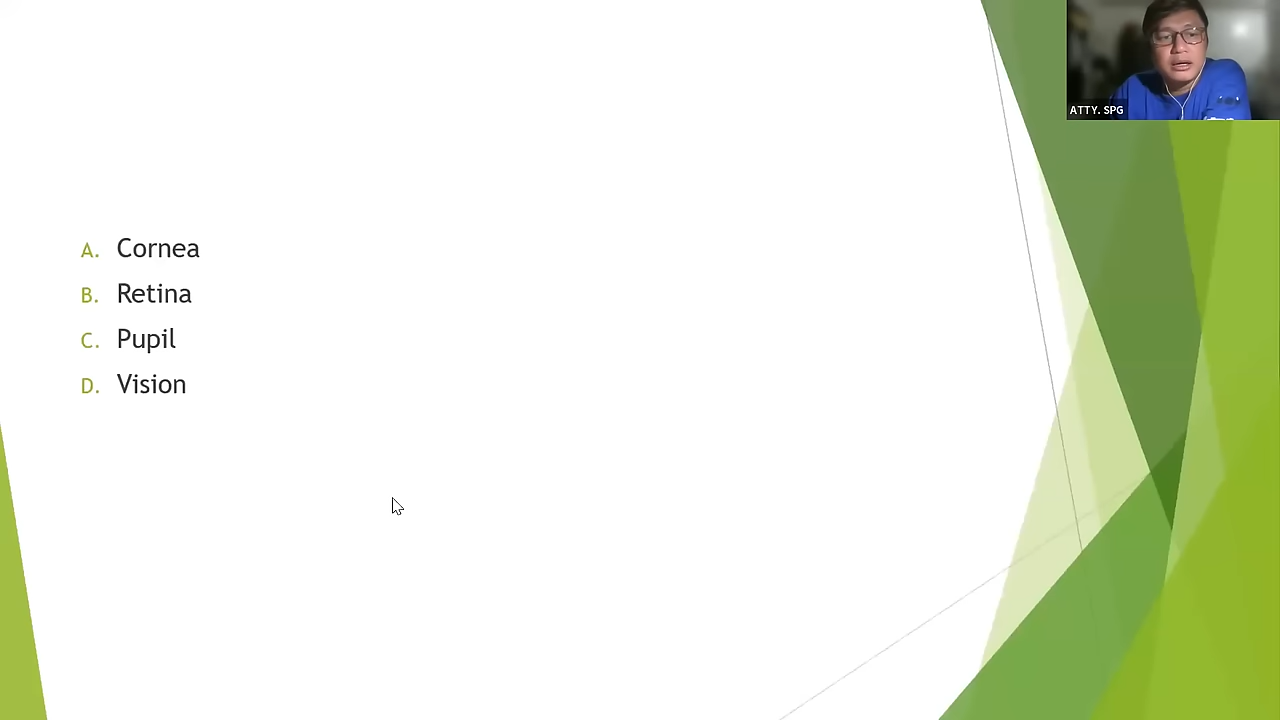 ATTY. SPG
A. Cornea
B. Retina
C. Pupil
D. Vision